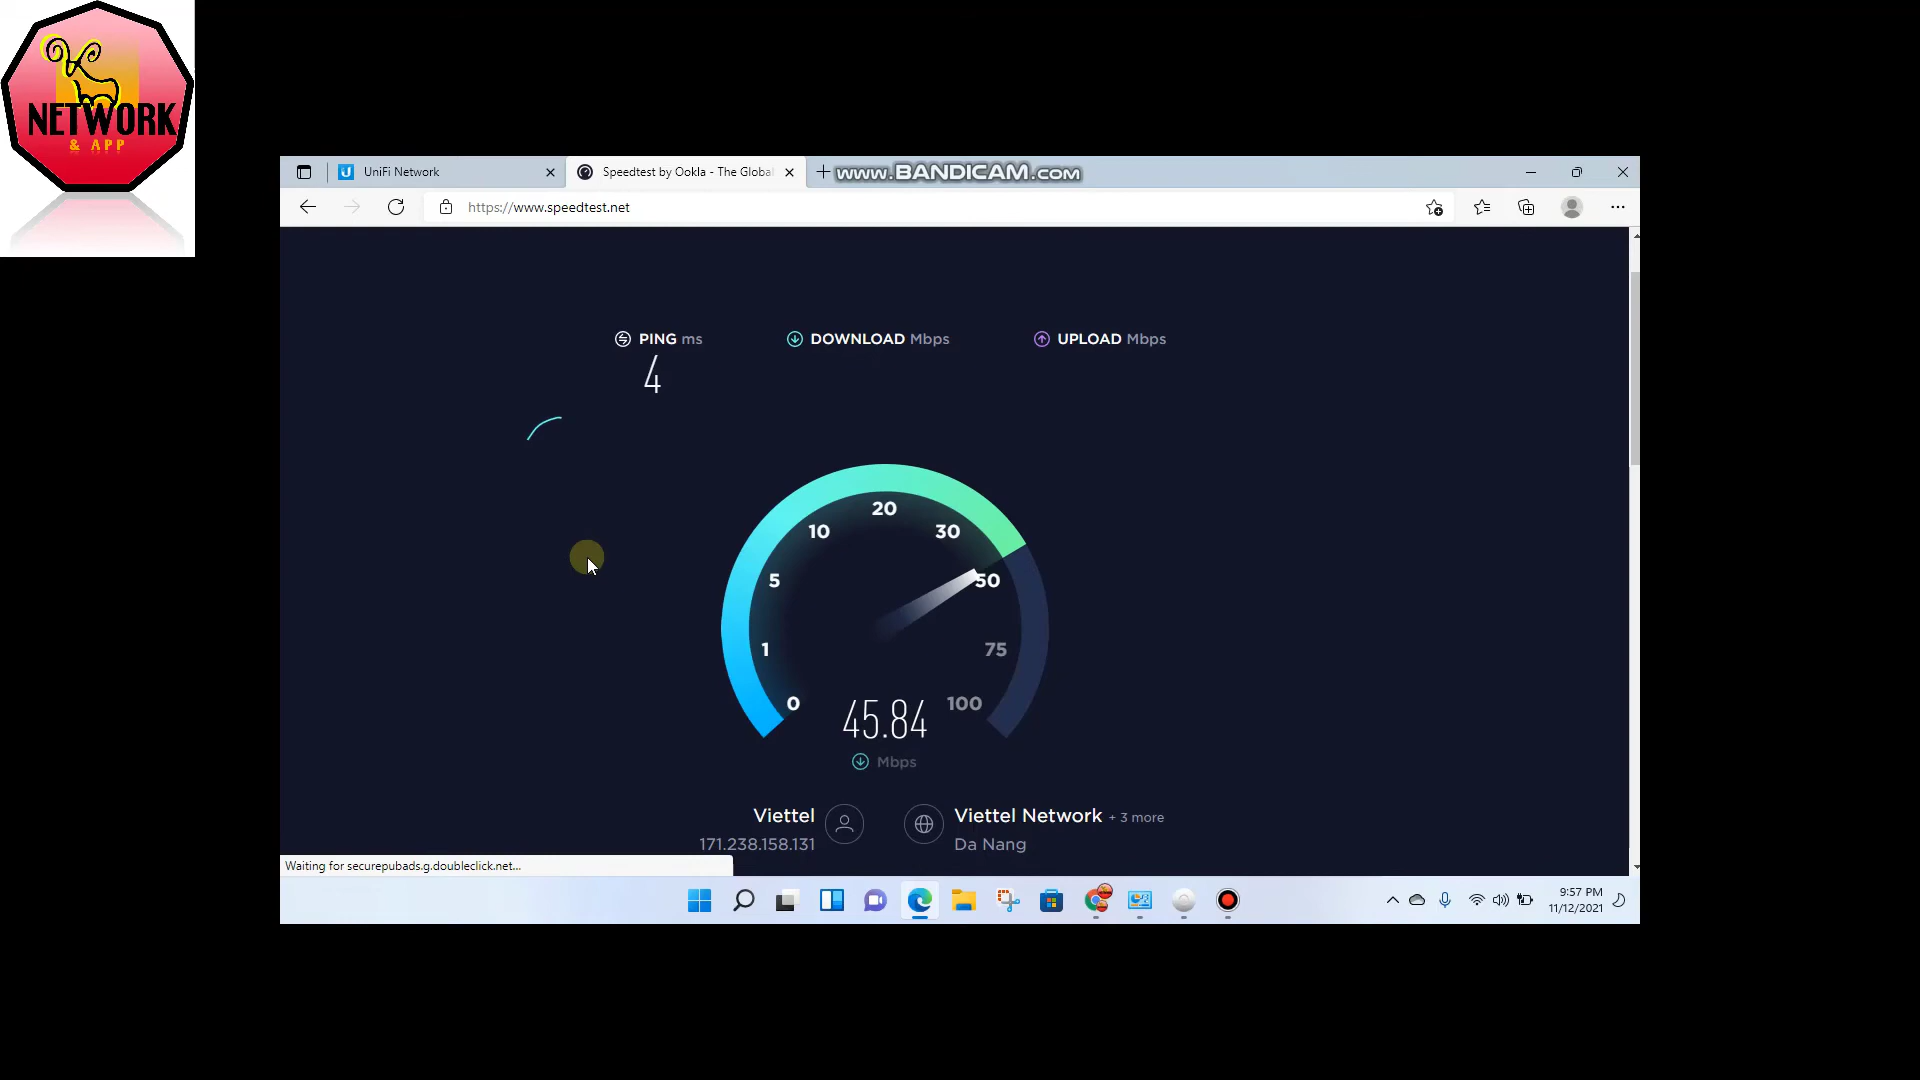 NETWORK
& APP
UniFi Network
Speedtest by Ookla - The Global
www.BANDICAM.com
https://www.speedtest.net
PING ms
DOWNLOAD Mbps
UPLOAD Mbps
4
0
1
5
10
20
30
50
75
100
45.84
Mbps
Viettel
171.238.158.131
Viettel Network + 3 more
Da Nang
Waiting for securepubads.g.doubleclick.net...
9:57 PM
11/12/2021